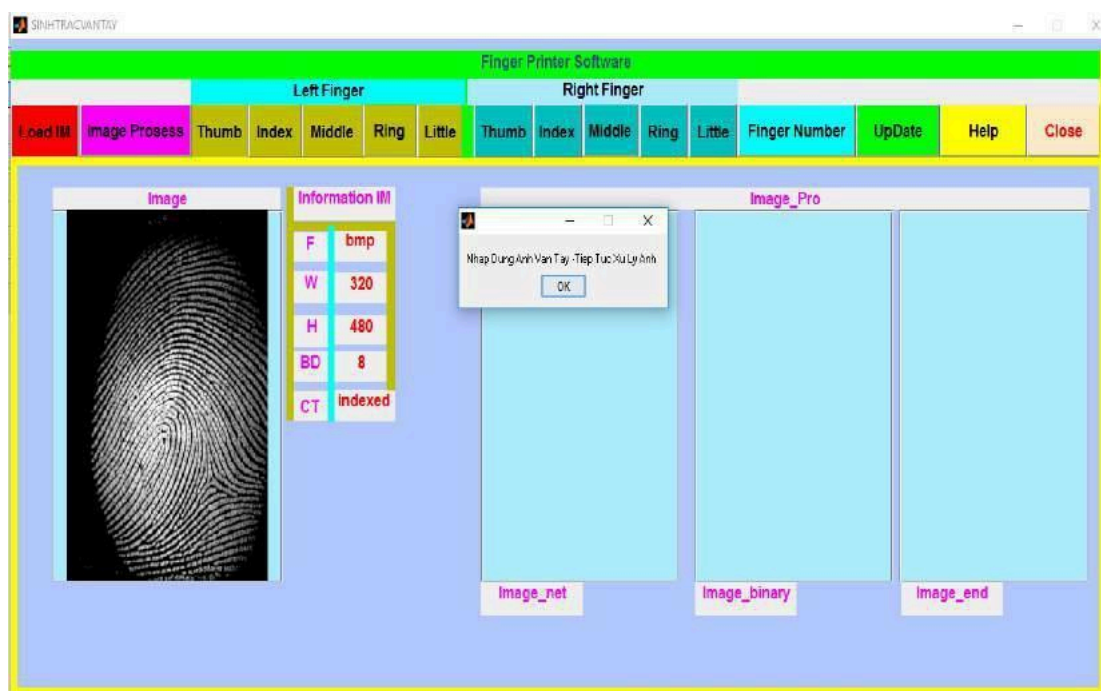 SINHTRACVANTAY
Finger Printer Software
Left Finger Right Finger
Load IM Image Prosess Thumb Index Middle Ring Little Thumb Index Middle Ring Little Finger Number UpDate Help Close
Image Information IM Image_Pro
F bmp
W 320
H 480
BD 8
CT indexed
Nhap Dung Anh Van Tay -Tiep Tuc Xu Ly Anh
OK
Image_net Image_binary Image_end